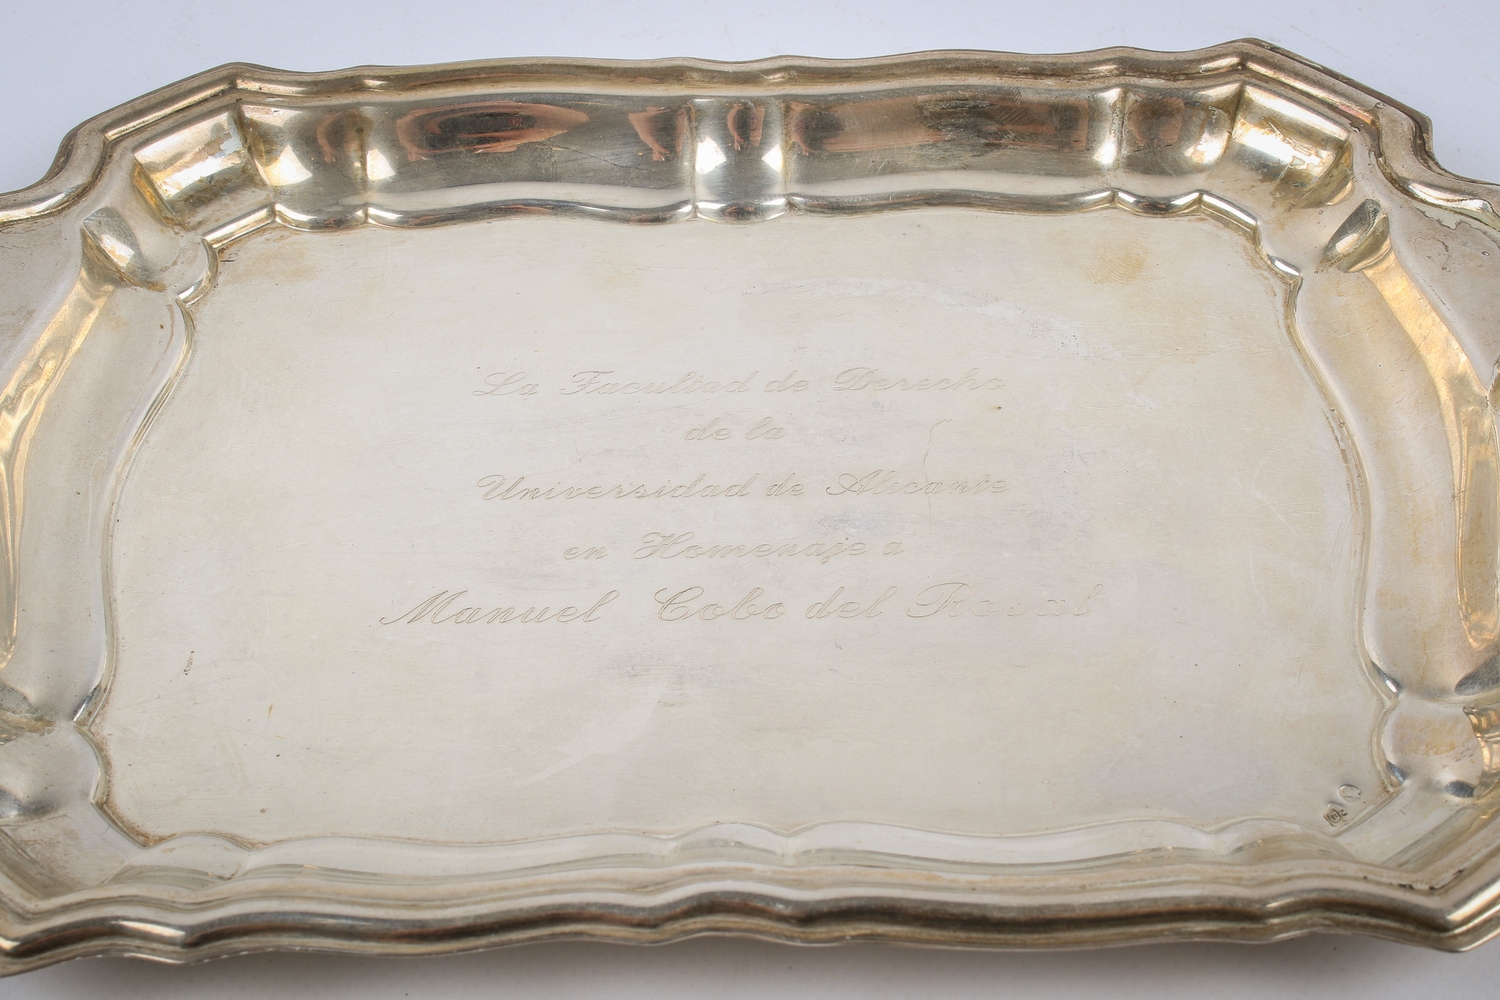 La Facultad de Derecho
de la
Universidad de Alicante
en Homenaje a
Manuel Cobo del Rosal